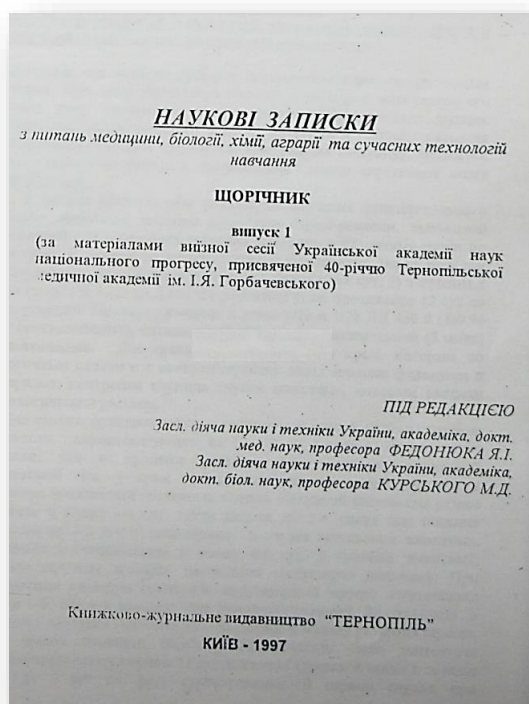 НАУКОВІ ЗАПИСКИ
з питань медицини, біології, хімії, аграрії та сучасних технологій
навчання
ЩОРІЧНИК
випуск 1
(за матеріалами виїзної сесії Української академії наук
національного прогресу, присвяченої 40-річчю Тернопільської
медичної академії ім. І.Я. Горбачевського)
ПІД РЕДАКЦІЄЮ
Засл. діяча науки і техніки України, академіка, докт.
мед. наук, професора ФЕДОНЮКА Я.І.
Засл. діяча науки і техніки України, академіка,
докт. біол. наук, професора КУРСЬКОГО М.Д.
Книжково-журнальне видавництво "ТЕРНОПІЛЬ"
КИЇВ - 1997